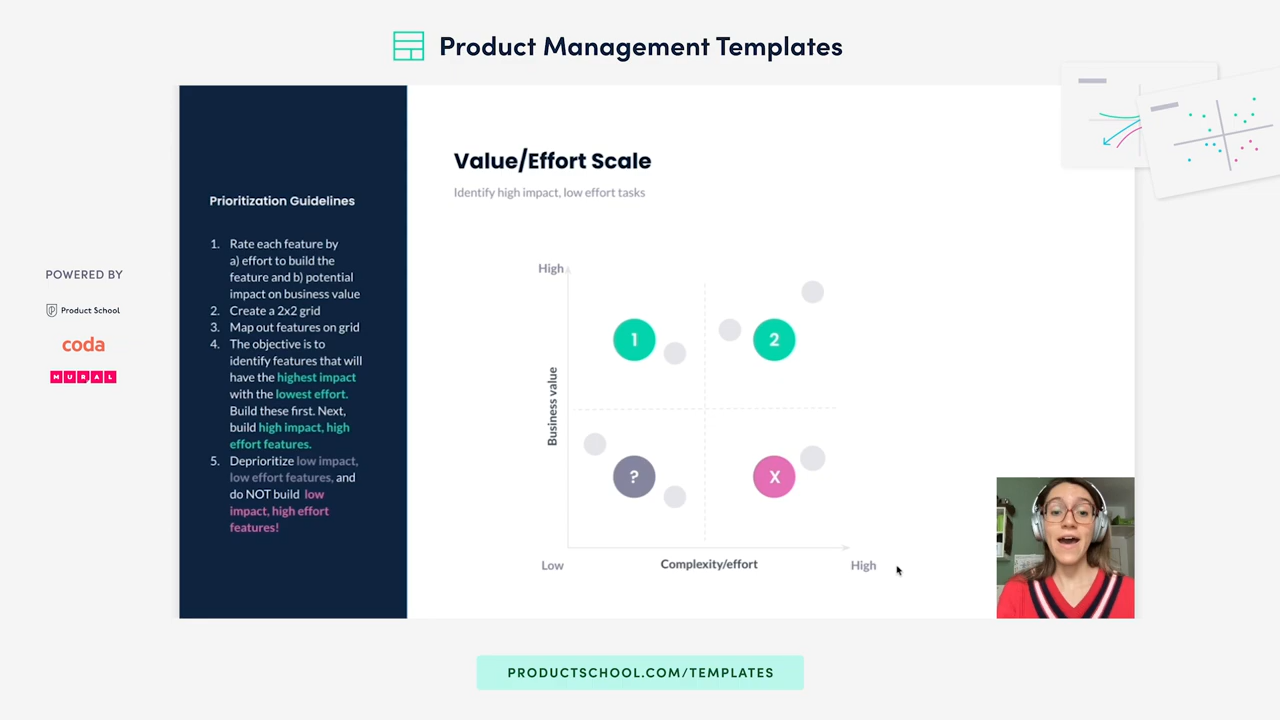 Product Management Templates
Prioritization Guidelines
1. Rate each feature by
a) effort to build the
feature and b) potential
impact on business value
2. Create a 2x2 grid
3. Map out features on grid
4. The objective is to
identify features that will
have the highest impact
with the lowest effort.
Build these first. Next,
build high impact, high
effort features.
5. Deprioritize low impact,
low effort features, and
do NOT build low
impact, high effort
features!
Value/Effort Scale
Identify high impact, low effort tasks
High
Business value
1
2
?
X
Low
Complexity/effort
High
POWERED BY
Product School
coda
MURAL
PRODUCTSCHOOL.COM/TEMPLATES